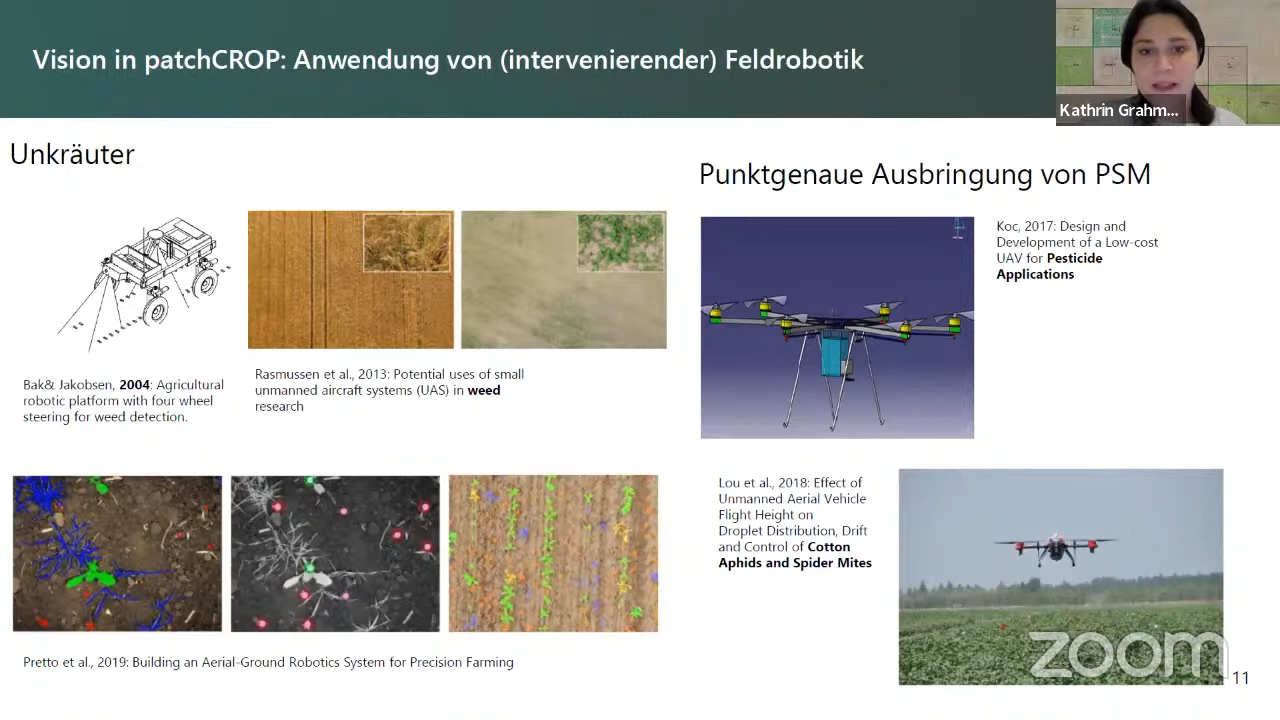 Vision in patchCROP: Anwendung von (intervenierender) Feldrobotik
Kathrin Grahm...
Unkräuter
Bak& Jakobsen, 2004: Agricultural
robotic platform with four wheel
steering for weed detection.
Rasmussen et al., 2013: Potential uses of small
unmanned aircraft systems (UAS) in weed
research
Pretto et al., 2019: Building an Aerial-Ground Robotics System for Precision Farming
Punktgenaue Ausbringung von PSM
Koc, 2017: Design and
Development of a Low-cost
UAV for Pesticide
Applications
Lou et al., 2018: Effect of
Unmanned Aerial Vehicle
Flight Height on
Droplet Distribution, Drift
and Control of Cotton
Aphids and Spider Mites
zoom
11